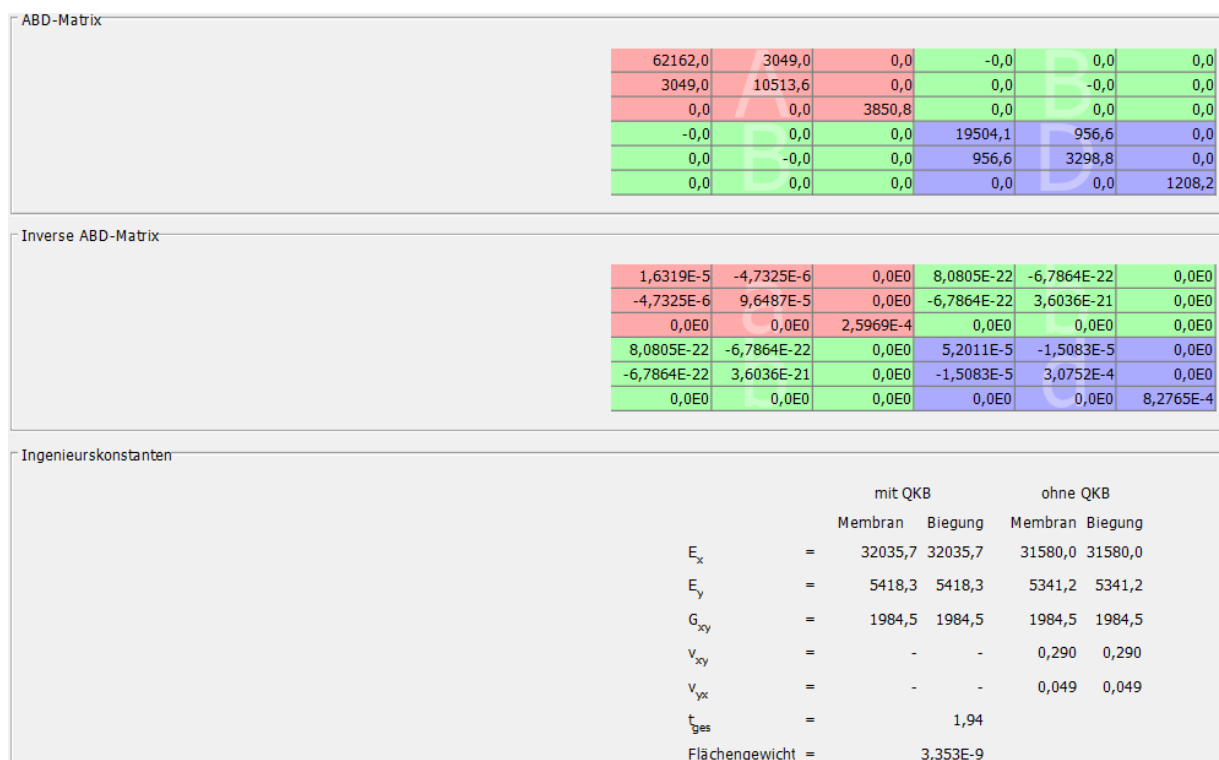 ABD-Matrix
62162,0 3049,0 0,0 -0,0 0,0 0,0
3049,0 10513,6 0,0 0,0 -0,0 0,0
0,0 0,0 3850,8 0,0 0,0 0,0
-0,0 0,0 0,0 19504,1 956,6 0,0
0,0 -0,0 0,0 956,6 3298,8 0,0
0,0 0,0 0,0 0,0 0,0 1208,2
A B
B D
Inverse ABD-Matrix
1,6319E-5 -4,7325E-6 0,0E0 8,0805E-22 -6,7864E-22 0,0E0
-4,7325E-6 9,6487E-5 0,0E0 -6,7864E-22 3,6036E-21 0,0E0
0,0E0 0,0E0 2,5969E-4 0,0E0 0,0E0 0,0E0
8,0805E-22 -6,7864E-22 0,0E0 5,2011E-5 -1,5083E-5 0,0E0
-6,7864E-22 3,6036E-21 0,0E0 -1,5083E-5 3,0752E-4 0,0E0
0,0E0 0,0E0 0,0E0 0,0E0 0,0E0 8,2765E-4
a b
b d
Ingenieurskonstanten
mit QKB ohne QKB
Membran Biegung Membran Biegung
E_x = 32035,7 32035,7 31580,0 31580,0
E_y = 5418,3 5418,3 5341,2 5341,2
G_xy = 1984,5 1984,5 1984,5 1984,5
v_xy = - - 0,290 0,290
v_yx = - - 0,049 0,049
t_ges = 1,94
Flächengewicht = 3,353E-9